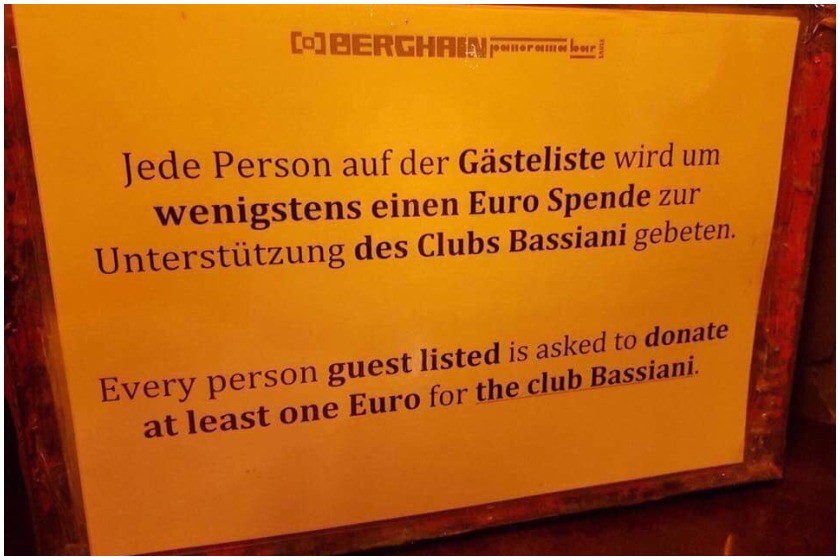 BERGHAIN panorama bar
Jede Person auf der Gästeliste wird um
wenigstens einen Euro Spende zur
Unterstützung des Clubs Bassiani gebeten.
Every person guest listed is asked to donate
at least one Euro for the club Bassiani.